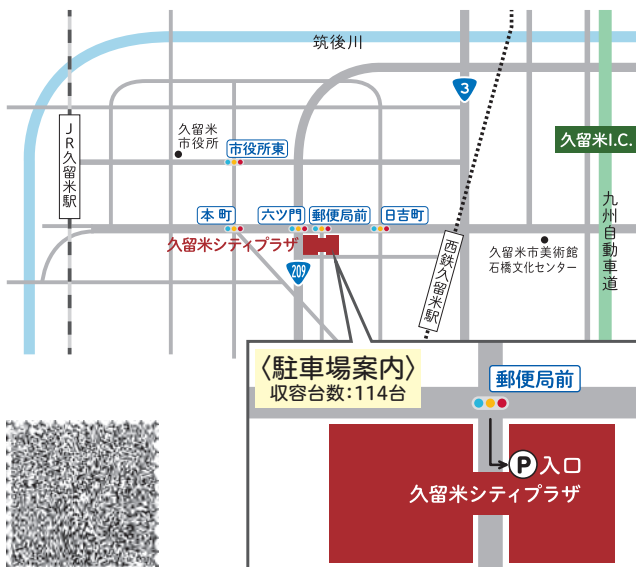 筑後川
3
久留米
市役所
市役所東
久留米I.C.
JR久留米駅
本町
六ツ門
郵便局前
日吉町
九州自動車道
久留米シティプラザ
西鉄久留米駅
久留米市美術館
石橋文化センター
209
〈駐車場案内〉
収容台数:114台
郵便局前
P入口
久留米シティプラザ